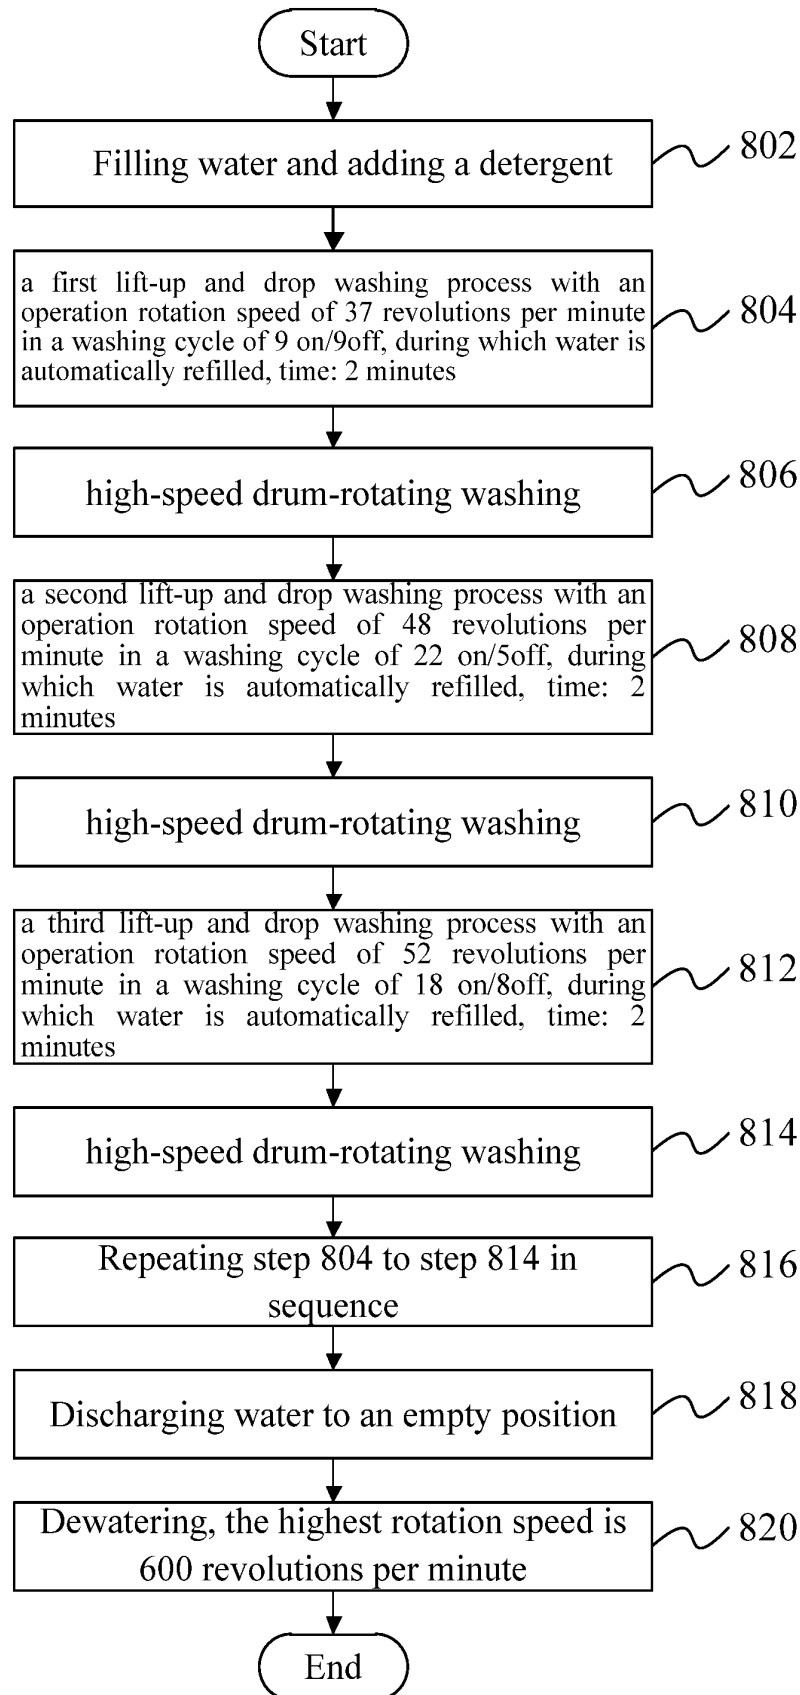 Start
Filling water and adding a detergent
802
a first lift-up and drop washing process with an
operation rotation speed of 37 revolutions per minute
in a washing cycle of 9 on/9off, during which water is
automatically refilled, time: 2 minutes
804
high-speed drum-rotating washing
806
a second lift-up and drop washing process with an
operation rotation speed of 48 revolutions per
minute in a washing cycle of 22 on/5off, during
which water is automatically refilled, time: 2
minutes
808
high-speed drum-rotating washing
810
a third lift-up and drop washing process with an
operation rotation speed of 52 revolutions per
minute in a washing cycle of 18 on/8off, during
which water is automatically refilled, time: 2
minutes
812
high-speed drum-rotating washing
814
Repeating step 804 to step 814 in
sequence
816
Discharging water to an empty position
818
Dewatering, the highest rotation speed is
600 revolutions per minute
820
End